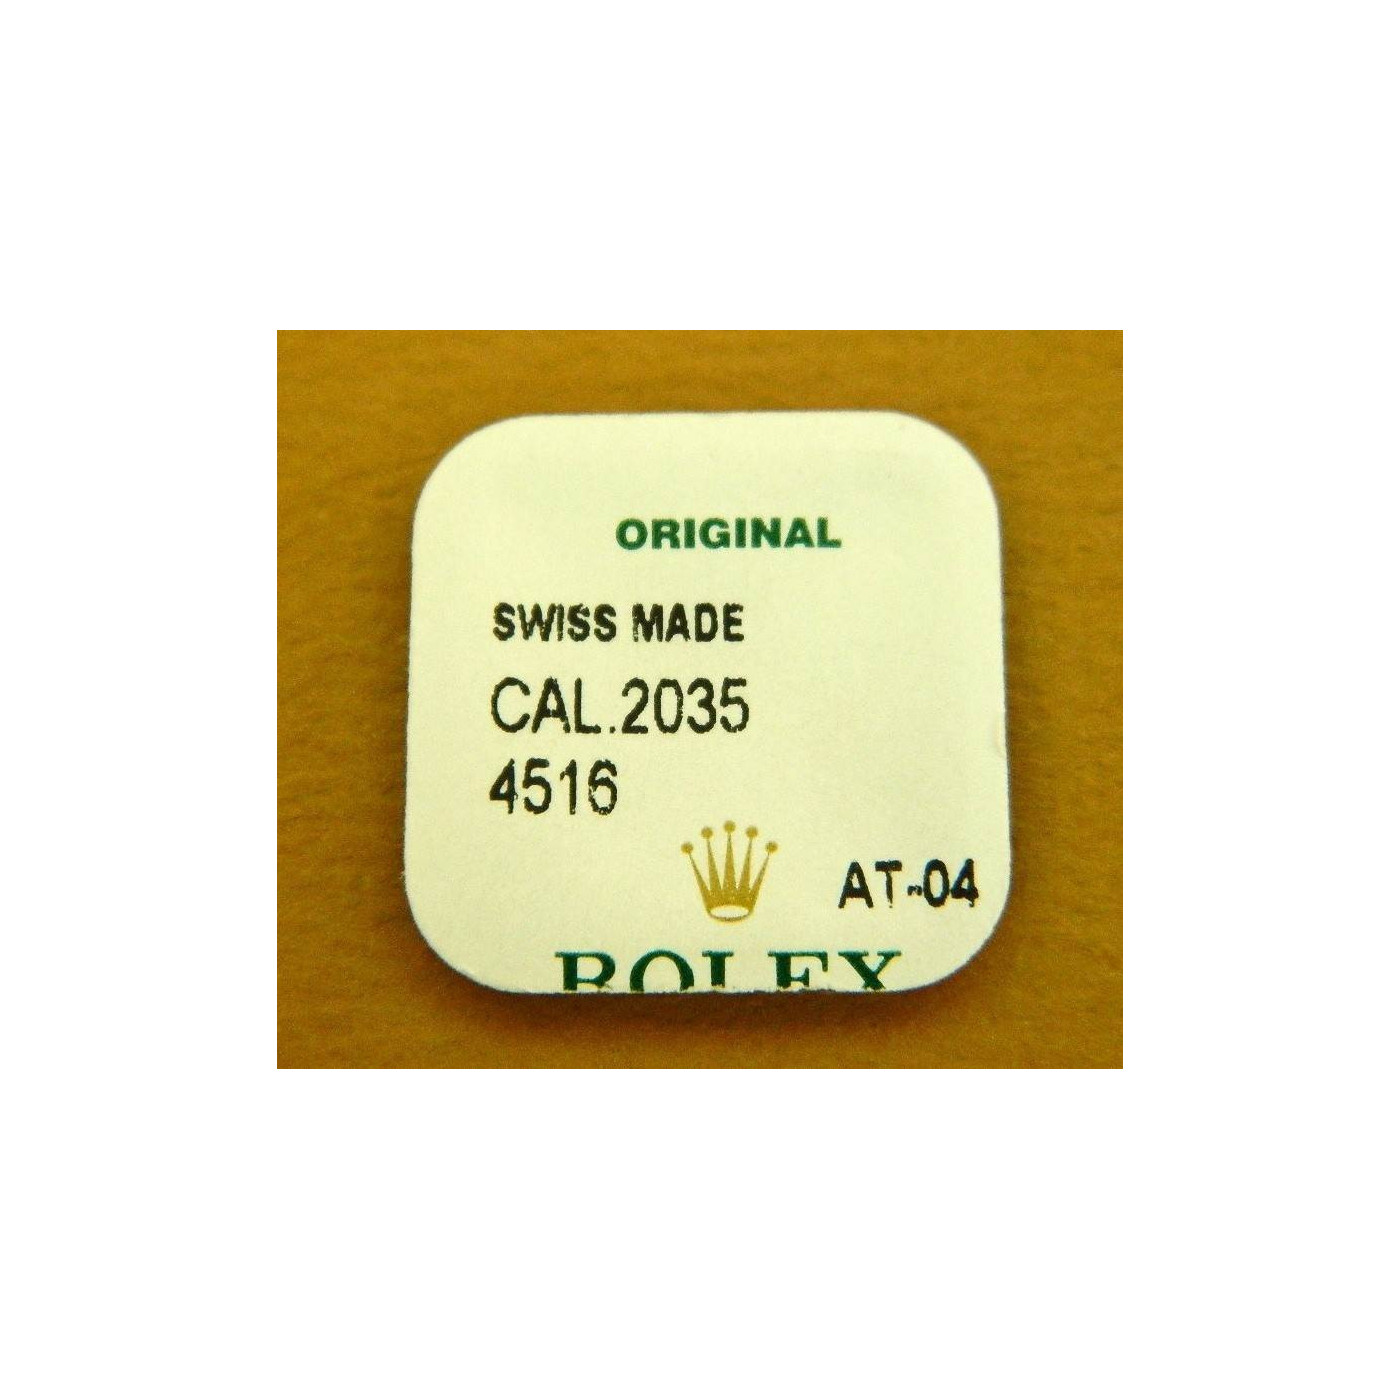 ORIGINAL
SWISS MADE
CAL.2035
4516
AT-04
ROLEX